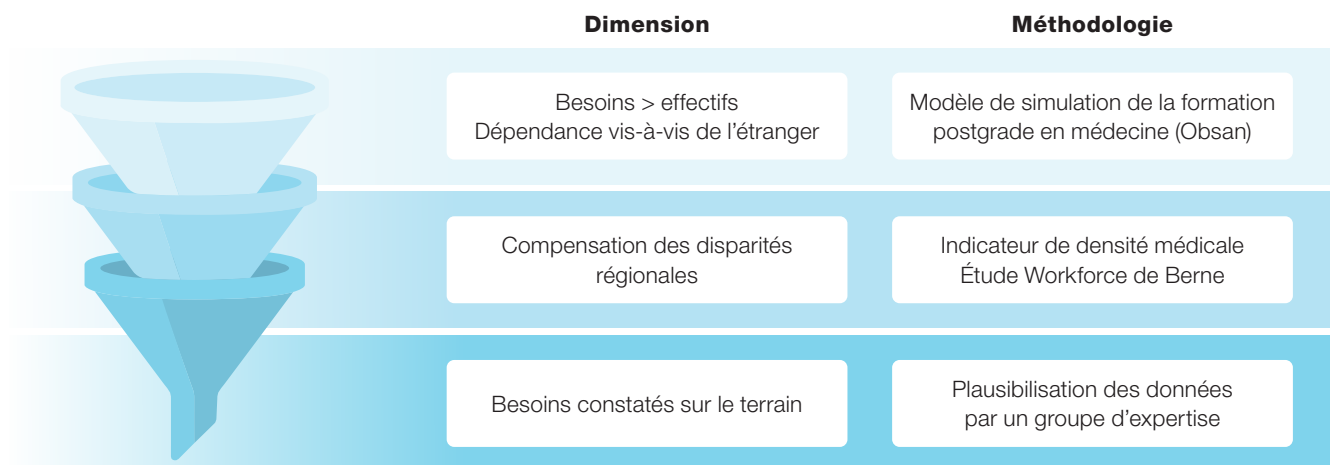 Dimension
Méthodologie
Besoins > effectifs
Dépendance vis-à-vis de l’étranger
Modèle de simulation de la formation
postgrade en médecine (Obsan)
Compensation des disparités
régionales
Indicateur de densité médicale
Étude Workforce de Berne
Besoins constatés sur le terrain
Plausibilisation des données
par un groupe d’expertise